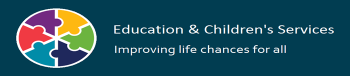 Education & Children's Services
Improving life chances for all